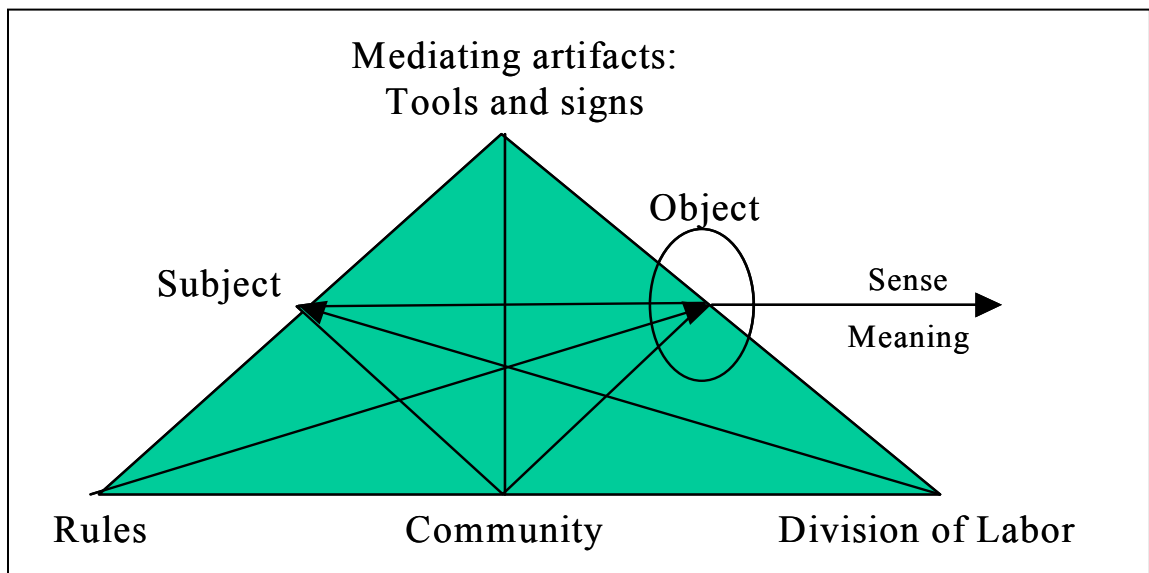 Mediating artifacts:
Tools and signs
Object
Subject
Sense
Meaning
Rules
Community
Division of Labor